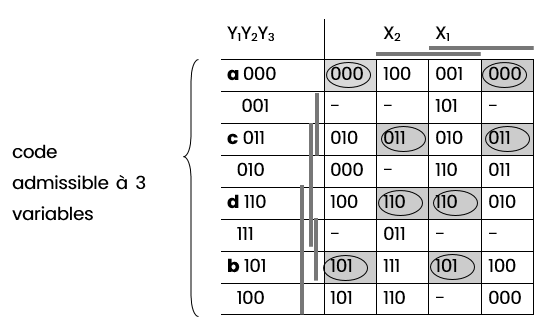 Y₁Y₂Y₃ X₂ X₁
a 000 000 100 001 000
001 – – 101 –
c 011 010 011 010 011
010 000 – 110 011
d 110 100 110 110 010
111 – 011 – –
b 101 101 111 101 100
100 101 110 – 000
code
admissible à 3
variables